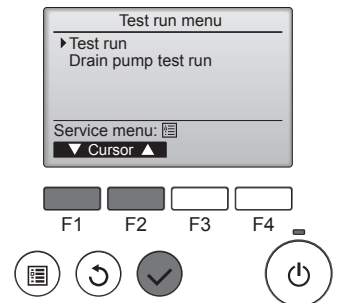 Test run menu
Test run
Drain pump test run
Service menu:
▼ Cursor ▲
F1 F2 F3 F4